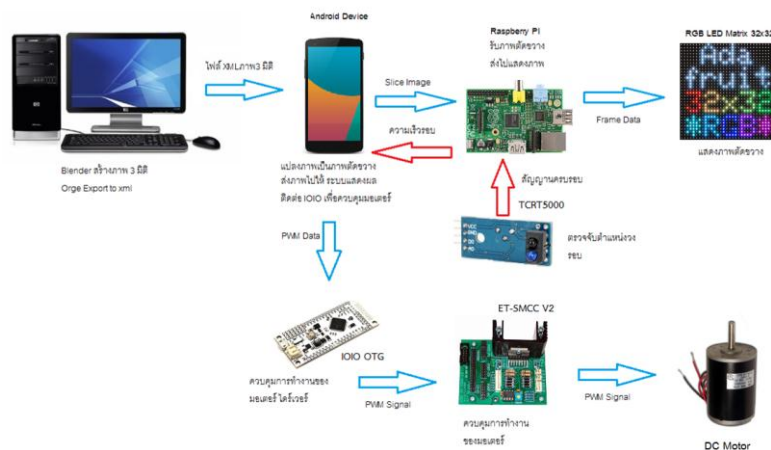 Android Device
Raspberry Pi
รับภาพตัดขวาง
ส่งไปแสดงภาพ
RGB LED Matrix 32x32
ไฟล์ XMLภาพ3 มิติ
Slice Image
ความเร็วรอบ
Frame Data
Ada
fruit
32x32
*RGB*
แสดงภาพตัดขวาง
Blender สร้างภาพ 3 มิติ
Orge Export to xml
แปลงภาพเป็นภาพตัดขวาง
ส่งภาพไปให้ ระบบแสดงผล
ติดต่อ IOIO เพื่อควบคุมมอเตอร์
สัญญานครบรอบ
TCRT5000
VCC
GND
DO
AO
ตรวจจับตำแหน่งวง
รอบ
PWM Data
IOIO OTG
ควบคุมการทำงานของ
มอเตอร์ ไดร์เวอร์
PWM Signal
ET-SMCC V2
ควบคุมการทำงาน
ของมอเตอร์
PWM Signal
DC Motor